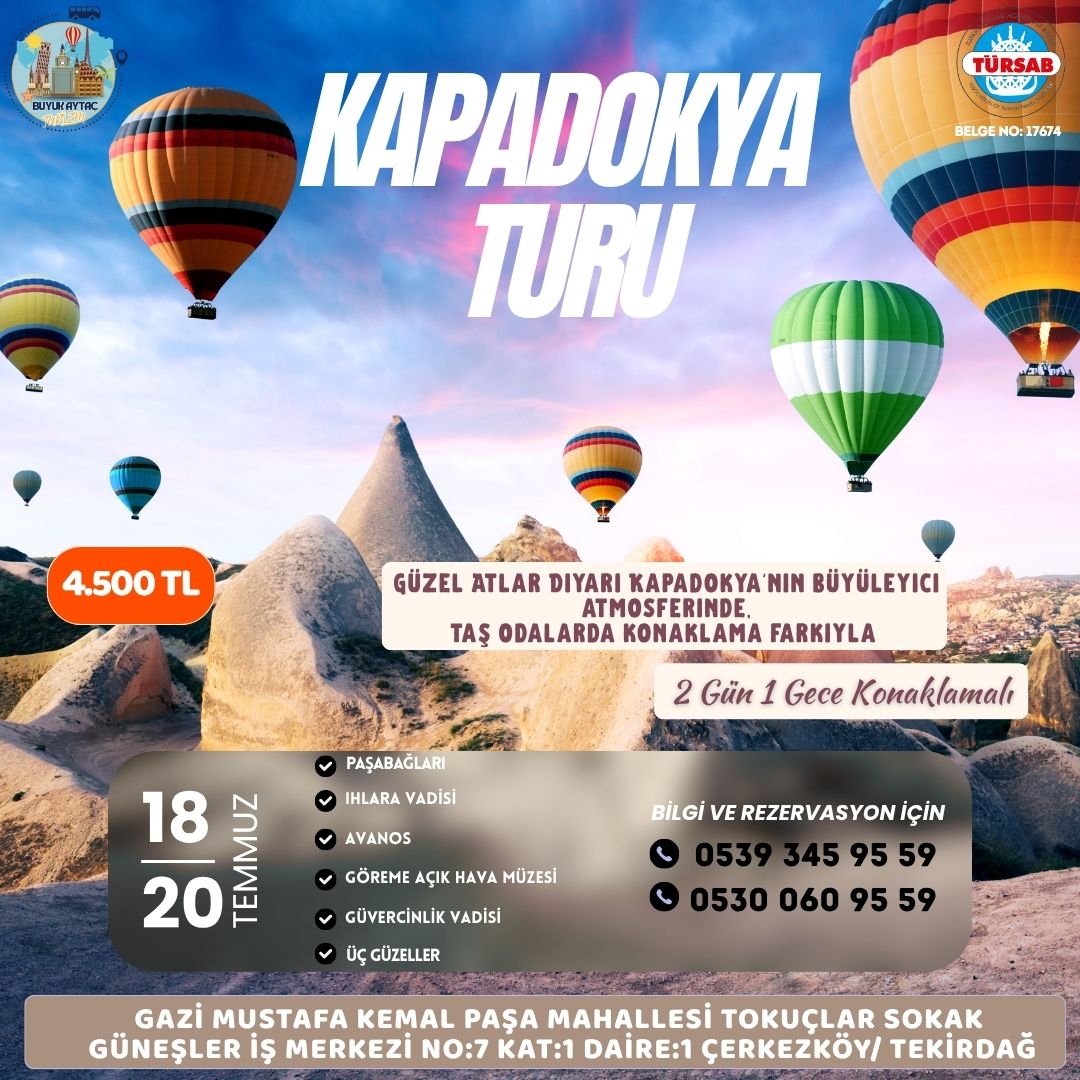 BÜYÜK AYTAÇ
TURİZM
TÜRSAB
BELGE NO: 17674
KAPADOKYA
TURU
4.500 TL
GÜZEL ATLAR DIYARI KAPADOKYA'NIN BÜYÜLEYICI
ATMOSFERINDE,
TAŞ ODALARDA KONAKLAMA FARKIYLA
2 Gün 1 Gece Konaklamalı
18
20
TEMMUZ
PAŞABAĞLARI
IHLARA VADİSİ
AVANOS
GÖREME AÇIK HAVA MÜZESİ
GÜVERCİNLİK VADİSİ
ÜÇ GÜZELLER
BİLGİ VE REZERVASYON İÇİN
0539 345 95 59
0530 060 95 59
GAZİ MUSTAFA KEMAL PAŞA MAHALLESİ TOKUÇLAR SOKAK
GÜNEŞLER İŞ MERKEZİ NO:7 KAT:1 DAİRE:1 ÇERKEZKÖY/ TEKİRDAĞ